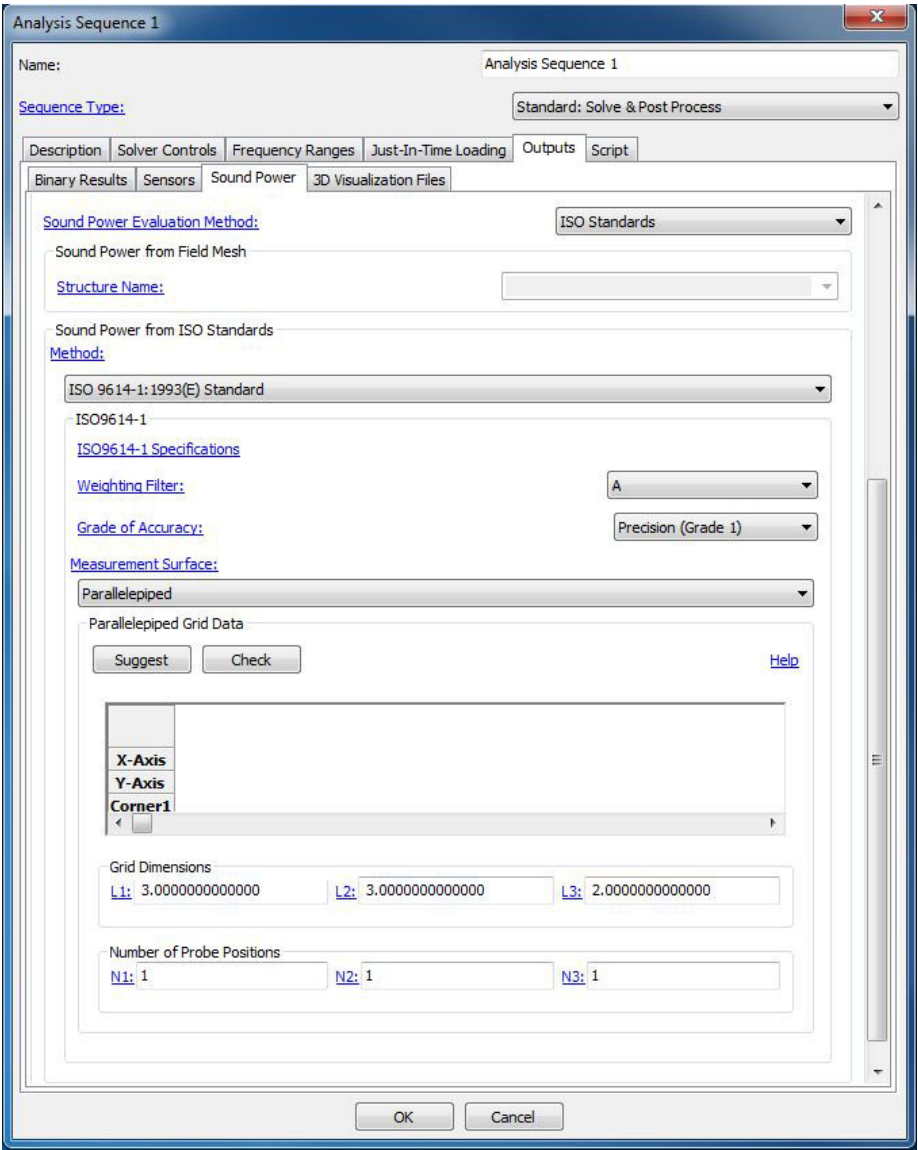 Analysis Sequence 1
Name: Analysis Sequence 1
Sequence Type: Standard: Solve & Post Process
Description Solver Controls Frequency Ranges Just-In-Time Loading Outputs Script
Binary Results Sensors Sound Power 3D Visualization Files
Sound Power Evaluation Method: ISO Standards
Sound Power from Field Mesh
Structure Name:
Sound Power from ISO Standards
Method:
ISO 9614-1:1993(E) Standard
ISO9614-1
ISO9614-1 Specifications
Weighting Filter: A
Grade of Accuracy: Precision (Grade 1)
Measurement Surface:
Parallelepiped
Parallelepiped Grid Data
Suggest Check Help
X-Axis
Y-Axis
Corner1
Grid Dimensions
L1: 3.0000000000000 L2: 3.0000000000000 L3: 2.0000000000000
Number of Probe Positions
N1: 1 N2: 1 N3: 1
OK Cancel